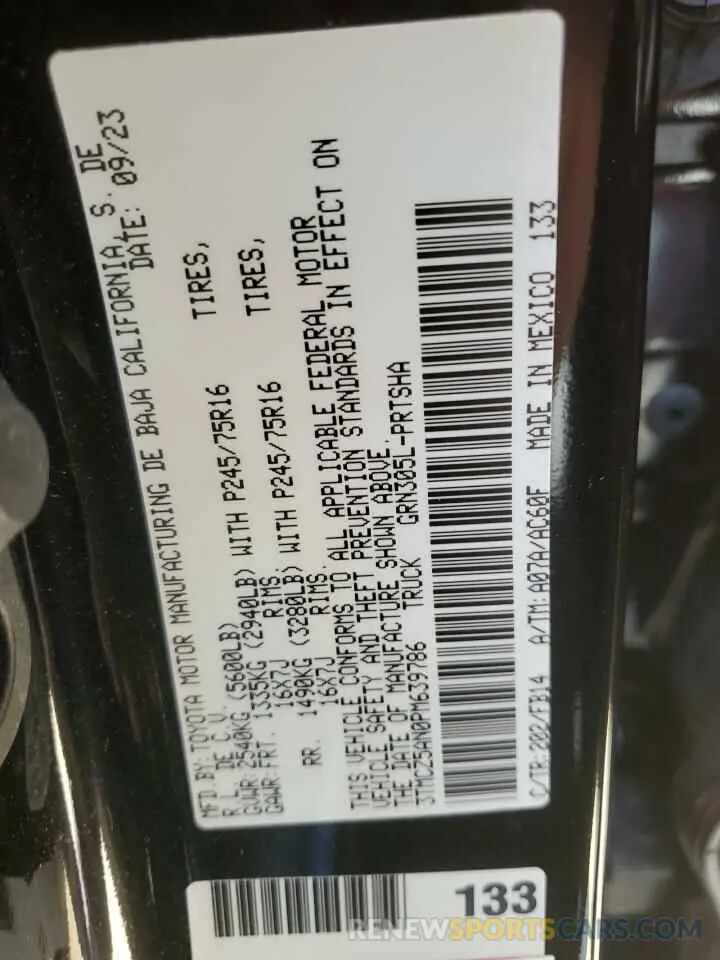 MFD.BY:TOYOTA MOTOR MANUFACTURING DE BAJA CALIFORNIA, S. DE
R.L. DE C.V. DATE: 09/23
GVWR:2540KG (5600LB)
GAWR:FRT. 1335KG (2940LB) WITH P245/75R16 TIRES,
16X7J RIMS.
RR. 1490KG (3280LB) WITH P245/75R16 TIRES,
16X7J RIMS.
THIS VEHICLE CONFORMS TO ALL APPLICABLE FEDERAL MOTOR
VEHICLE SAFETY AND THEFT PREVENTION STANDARDS IN EFFECT ON
THE DATE OF MANUFACTURE SHOWN ABOVE.
3TMCZ5AN0PM639786 TRUCK GRN305L-PRTSHA
C/TR:202/FB14 A/TM:A07A/AC60F MADE IN MEXICO 133
133
RENEWSPORTSCARS.COM